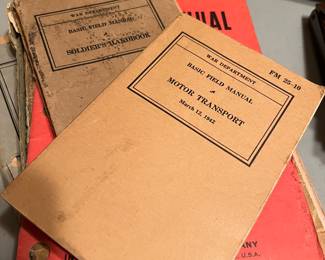 WAR DEPARTMENT
BASIC FIELD MANUAL
SOLDIER'S HANDBOOK
UAL
FM 25-10
WAR DEPARTMENT
BASIC FIELD MANUAL
MOTOR TRANSPORT
March 12, 1942
ANY
U.S.A.